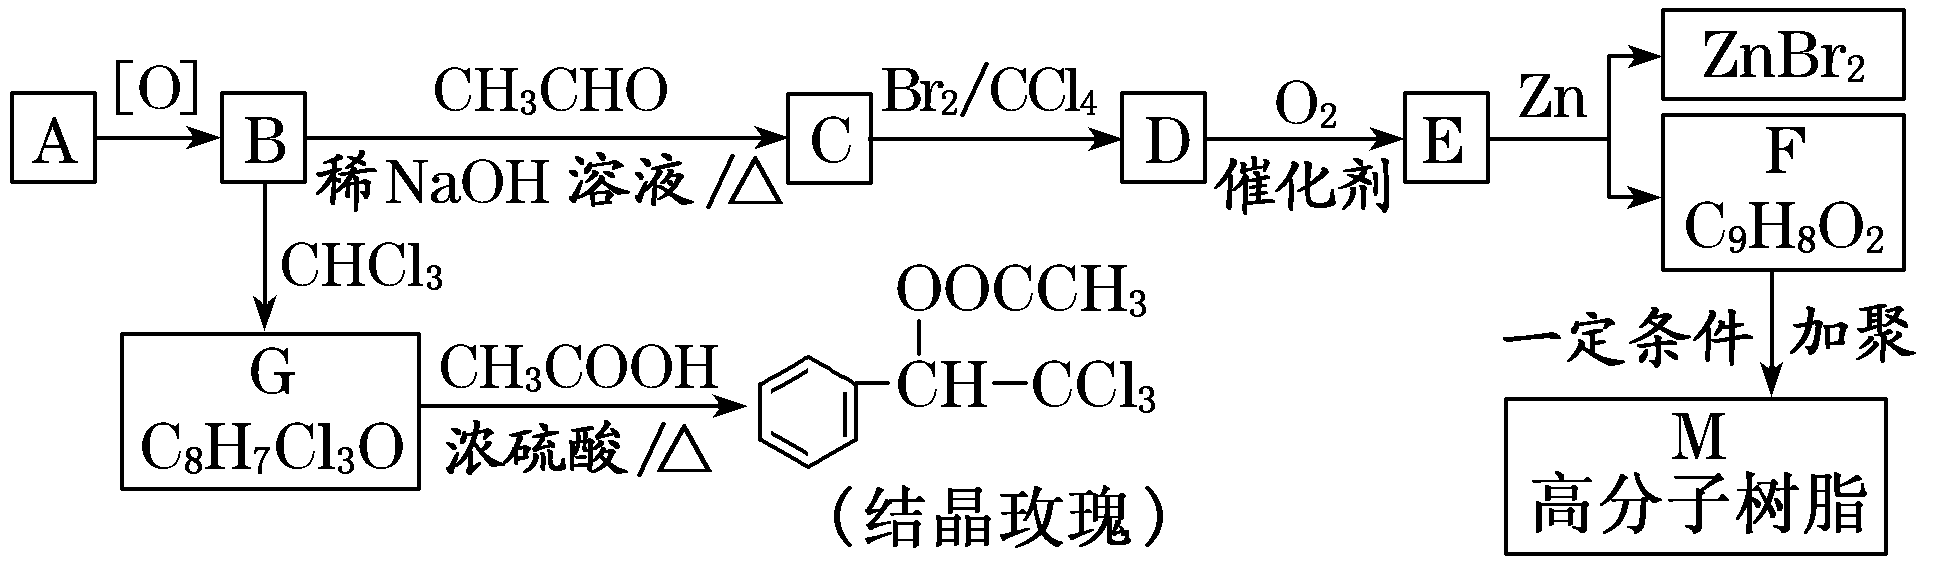 A
[O]
B
CH₃CHO
稀NaOH 溶液/△
C
Br₂/CCl₄
D
O₂
催化剂
E
Zn
ZnBr₂
F
C₉H₈O₂
CHCl₃
G
C₈H₇Cl₃O
CH₃COOH
浓硫酸/△
OOCCH₃
CH—CCl₃
(结晶玫瑰)
一定条件 加聚
M
高分子树脂